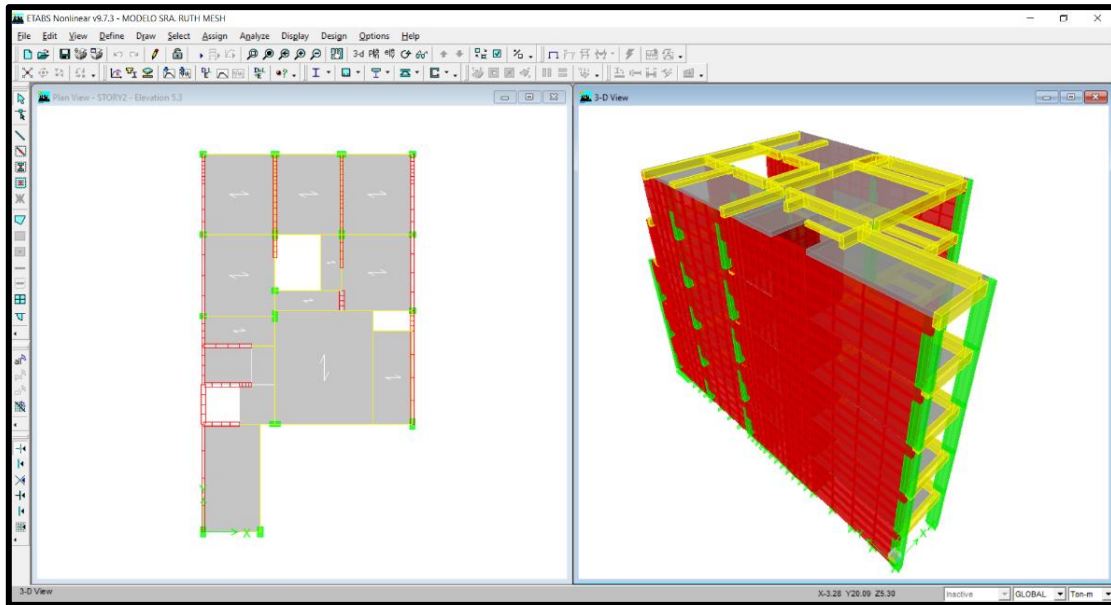 ETABS Nonlinear v9.7.3 - MODELO SRA. RUTH MESH
File Edit View Define Draw Select Assign Analyze Display Design Options Help
3-d
Plan View - STORY2 - Elevation 5.3
3-D View
X
X
3-D View
X-3.28 Y20.09 Z5.30
Inactive
GLOBAL
Ton-m